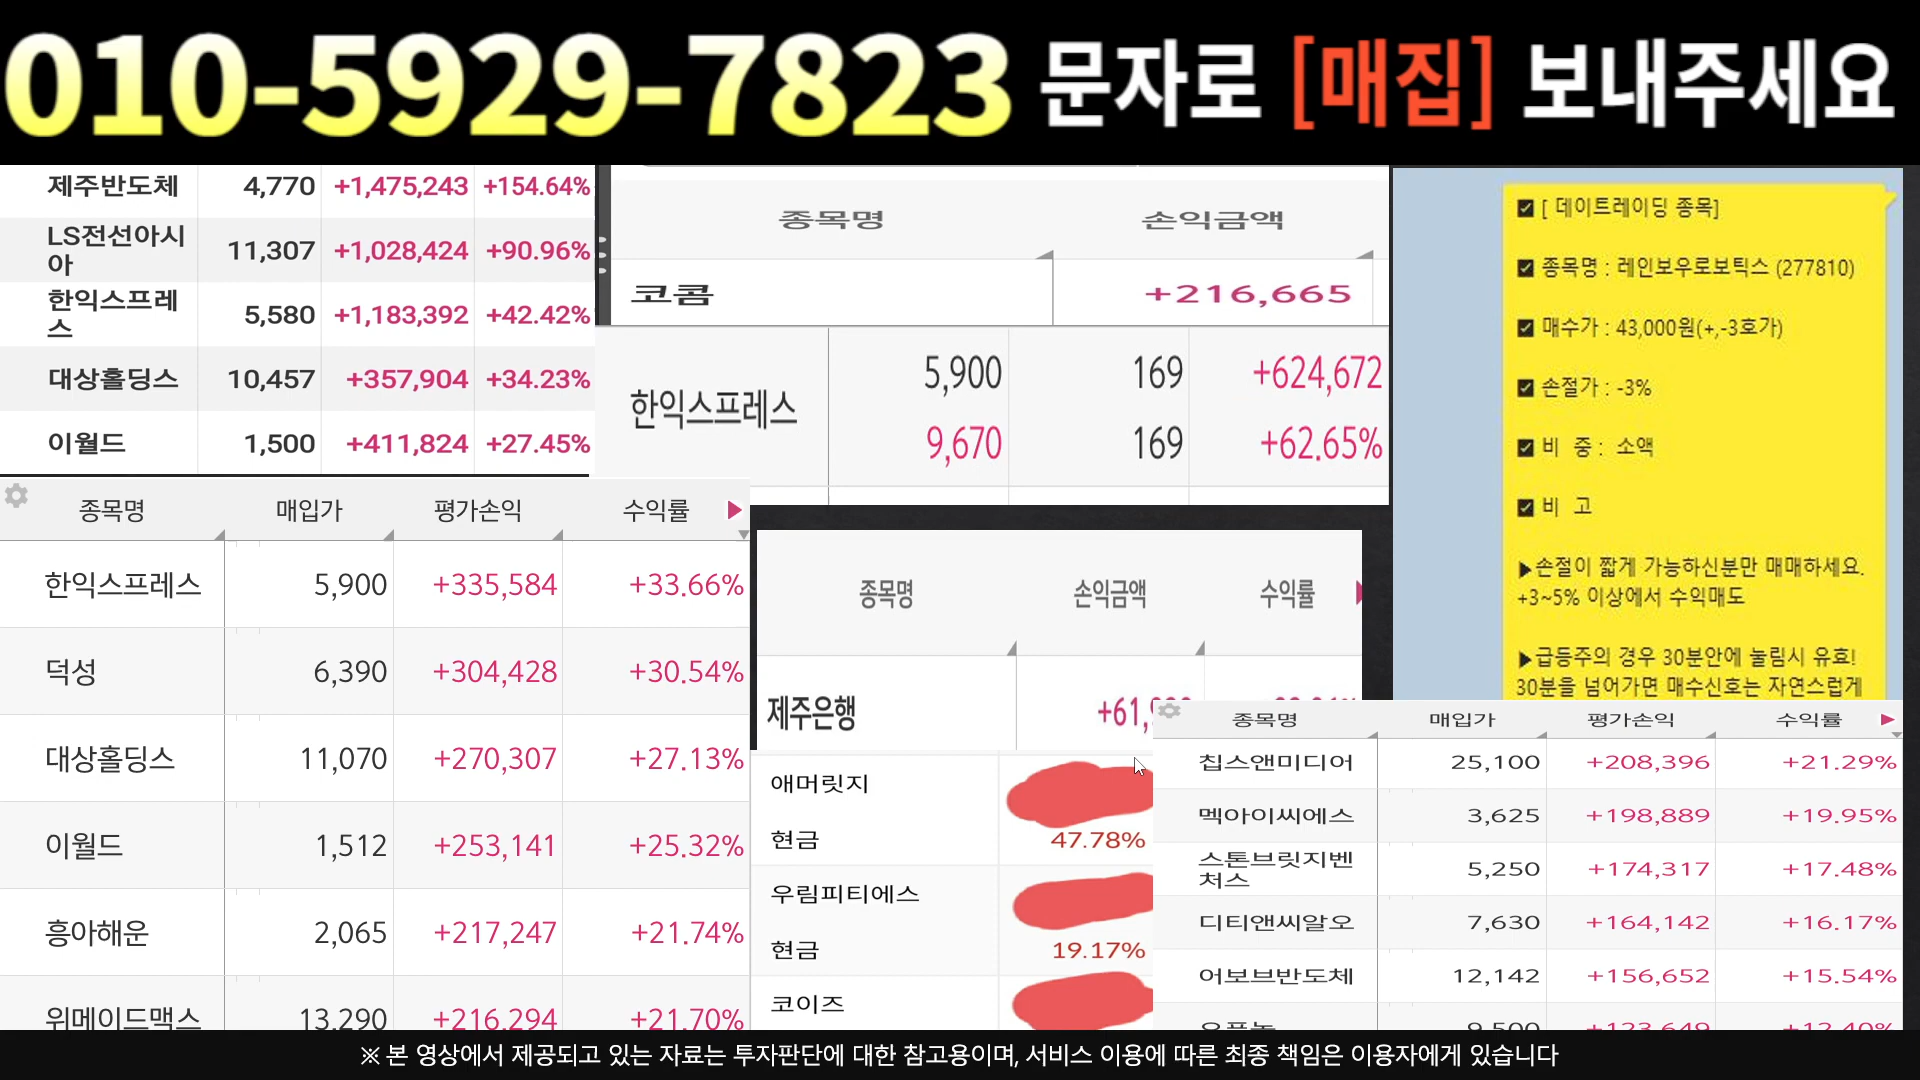 010-5929-7823 문자로 [매집] 보내주세요
제주반도체 4,770 +1,475,243 +154.64%
LS전선아시
아 11,307 +1,028,424 +90.96%
한익스프레
스 5,580 +1,183,392 +42.42%
대상홀딩스 10,457 +357,904 +34.23%
이월드 1,500 +411,824 +27.45%
종목명 손익금액
코콤 +216,665
한익스프레스
5,900 169 +624,672
9,670 169 +62.65%
☑ [ 데이트레이딩 종목]
☑ 종목명 : 레인보우로보틱스 (277810)
☑ 매수가 : 43,000원(+,-3호가)
☑ 손절가 : -3%
☑ 비 중 : 소액
☑ 비 고
▶손절이 짧게 가능하신분만 매매하세요.
+3~5% 이상에서 수익매도
▶급등주의 경우 30분안에 눌림시 유효!
30분을 넘어가면 매수신호는 자연스럽게
종목명 매입가 평가손익 수익률
한익스프레스 5,900 +335,584 +33.66%
덕성 6,390 +304,428 +30.54%
대상홀딩스 11,070 +270,307 +27.13%
이월드 1,512 +253,141 +25.32%
흥아해운 2,065 +217,247 +21.74%
위메이드맥스 13,290 +216,294 +21.70%
종목명 손익금액 수익률
제주은행
애머릿지
현금 47.78%
우림피티에스
현금 19.17%
코이즈
종목명 매입가 평가손익 수익률
칩스앤미디어 25,100 +208,396 +21.29%
멕아이씨에스 3,625 +198,889 +19.95%
스톤브릿지벤
처스 5,250 +174,317 +17.48%
디티앤씨알오 7,630 +164,142 +16.17%
어보브반도체 12,142 +156,652 +15.54%
※ 본 영상에서 제공되고 있는 자료는 투자판단에 대한 참고용이며, 서비스 이용에 따른 최종 책임은 이용자에게 있습니다